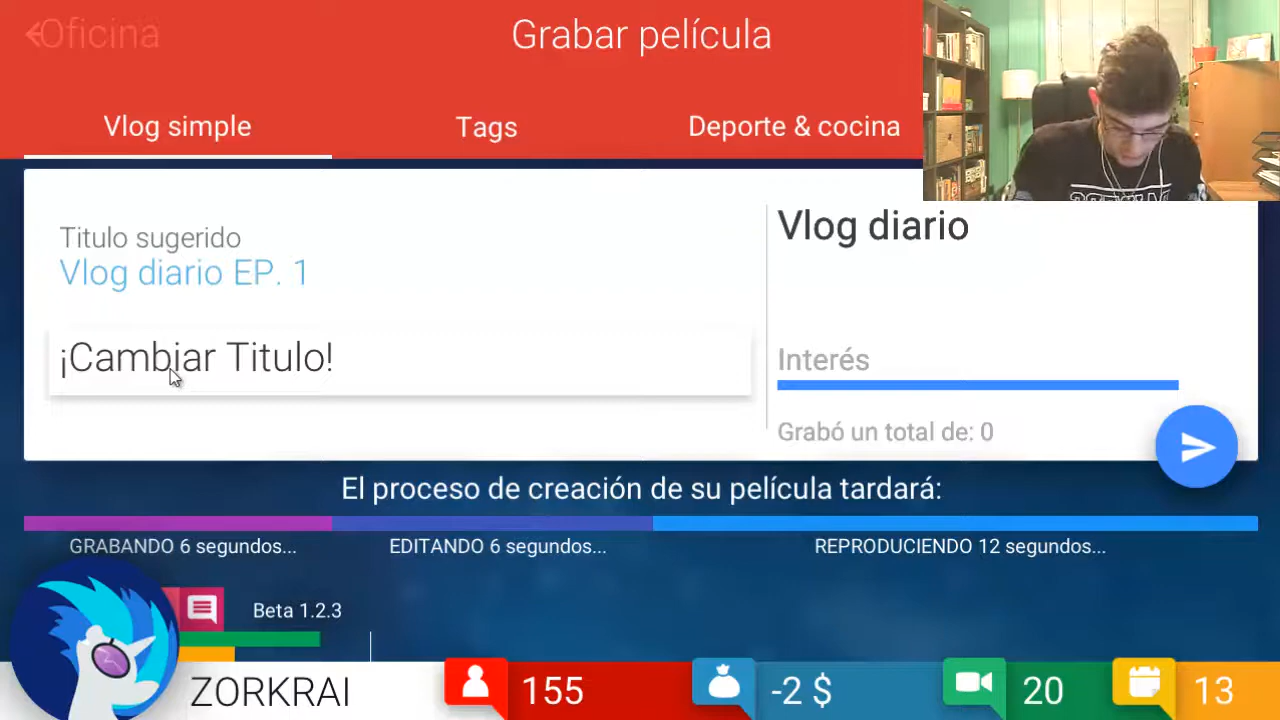 Oficina
Grabar película
Vlog simple
Tags
Deporte & cocina
Titulo sugerido
Vlog diario EP. 1
¡Cambiar Titulo!
Vlog diario
Interés
Grabó un total de: 0
El proceso de creación de su película tardará:
GRABANDO 6 segundos...
EDITANDO 6 segundos...
REPRODUCIENDO 12 segundos...
Beta 1.2.3
ZORKRAI
155
-2 $
20
13